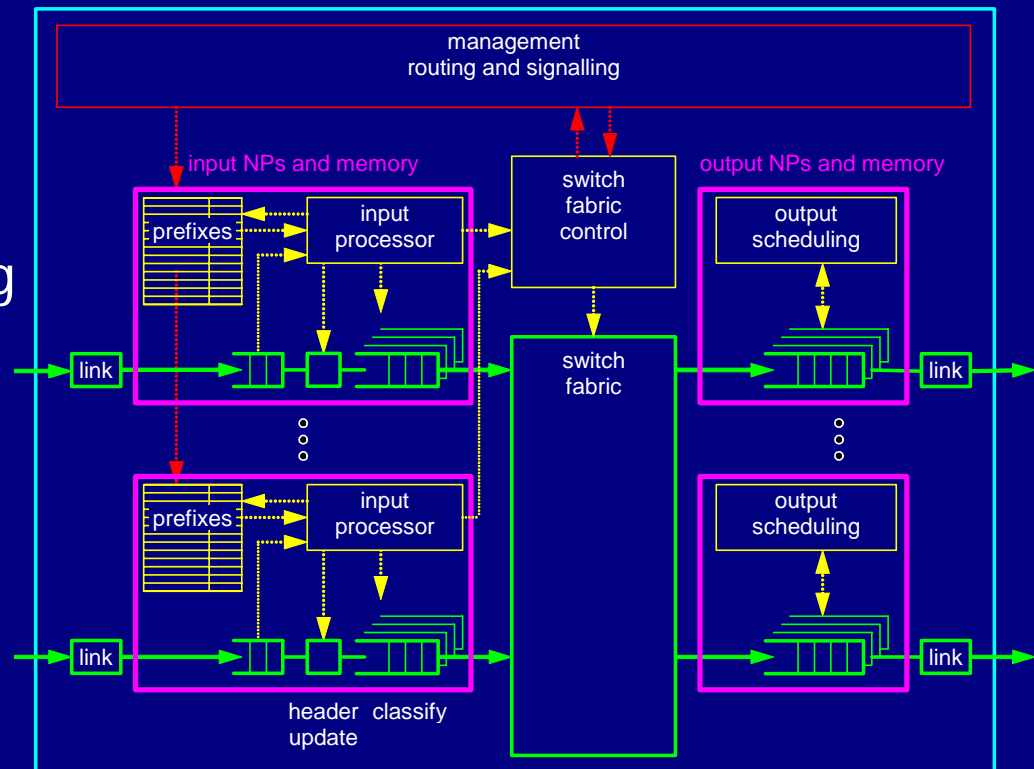 management
routing and signalling
input NPs and memory
output NPs and memory
switch
fabric
control
prefixes
input
processor
output
scheduling
g
link
switch
fabric
link
prefixes
input
processor
output
scheduling
link
link
header classify
update